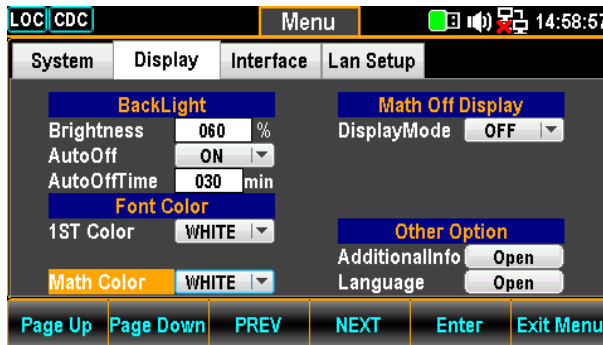 LOC CDC Menu 14:58:57
System Display Interface Lan Setup
BackLight
Brightness 060 %
AutoOff ON
AutoOffTime 030 min
Font Color
1ST Color WHITE
Math Color WHITE
Math Off Display
DisplayMode OFF
Other Option
AdditionalInfo Open
Language Open
Page Up Page Down PREV NEXT Enter Exit Menu